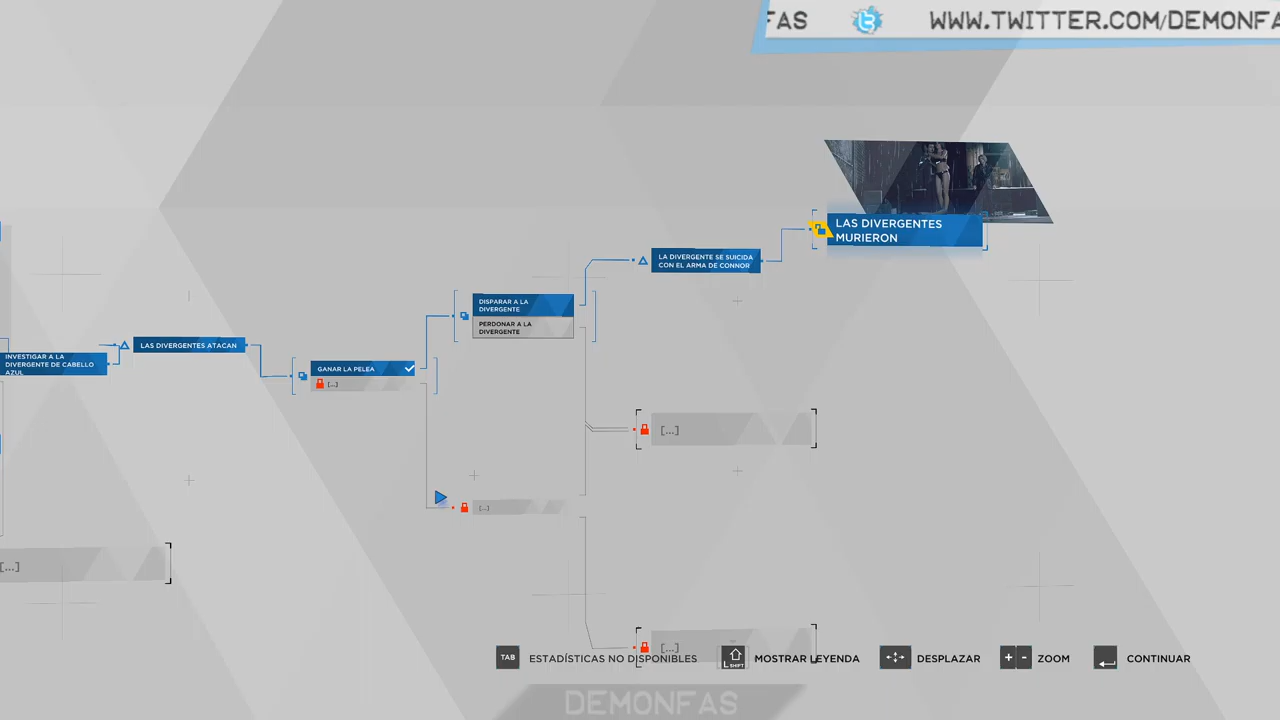 FAS
WWW.TWITTER.COM/DEMONFAS
LAS DIVERGENTES
MURIERON
LA DIVERGENTE SE SUICIDA
CON EL ARMA DE CONNOR
DISPARAR A LA
DIVERGENTE
PERDONAR A LA
DIVERGENTE
LAS DIVERGENTES ATACAN
INVESTIGAR A LA
DIVERGENTE DE CABELLO
AZUL
GANAR LA PELEA
[...]
[...]
[...]
[...]
[...]
TAB
ESTADÍSTICAS NO DISPONIBLES
L SHIFT
MOSTRAR LEYENDA
DESPLAZAR
+ -
ZOOM
CONTINUAR
DEMONFAS